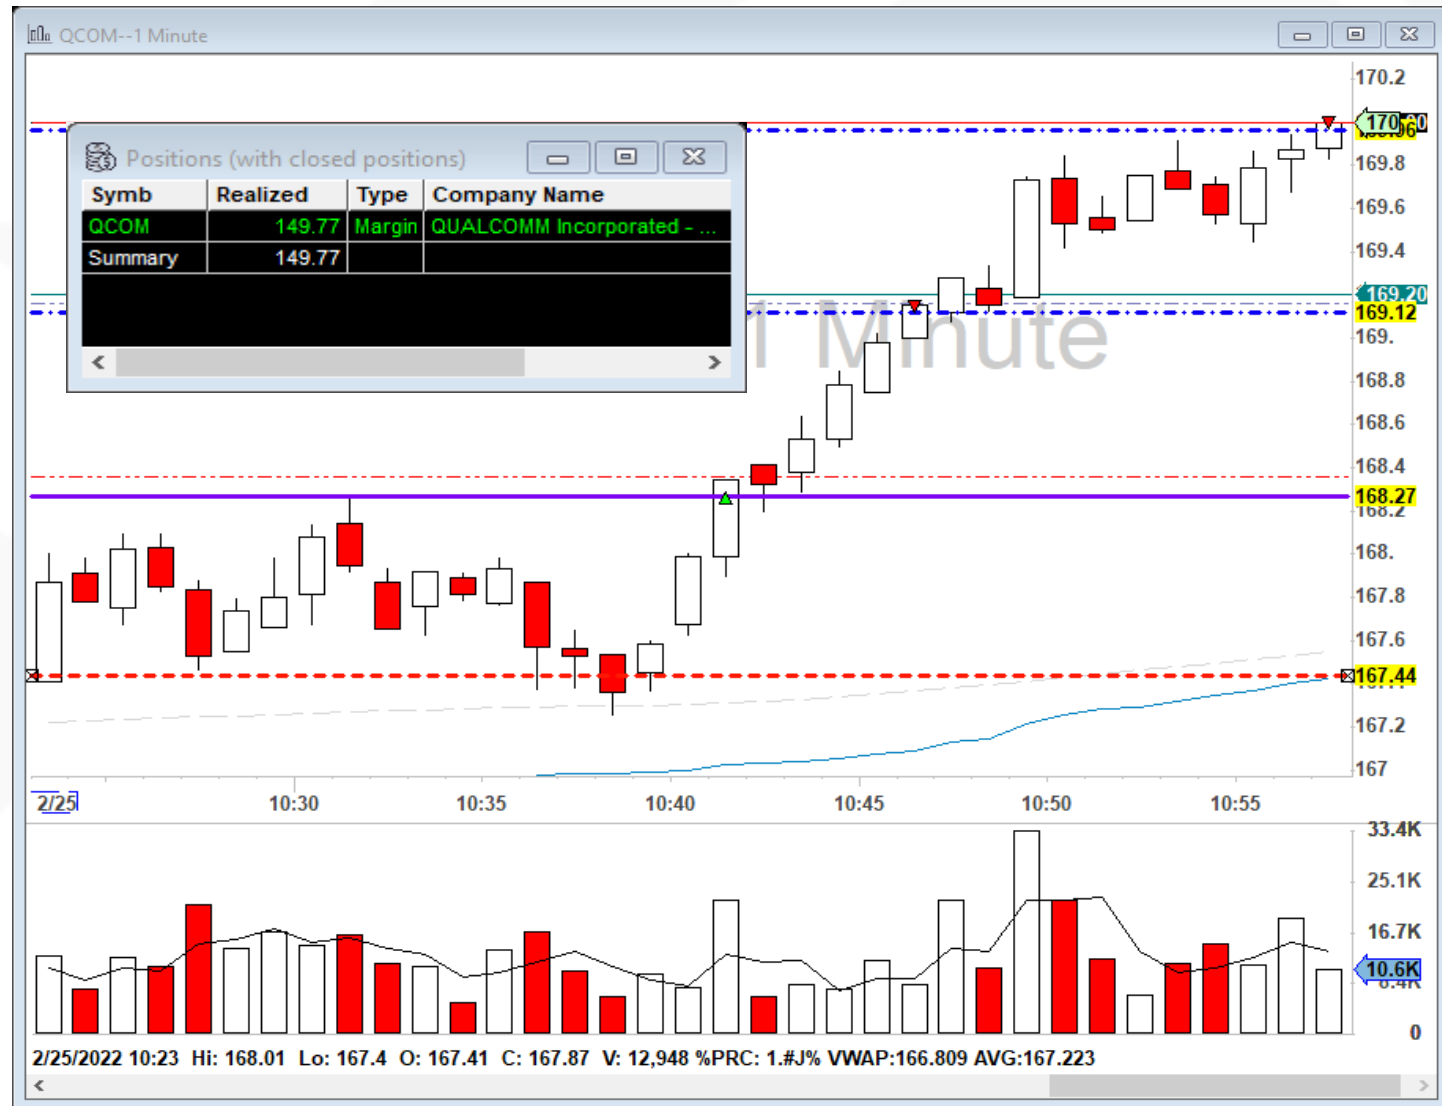 QCOM--1 Minute
Positions (with closed positions)
Symb Realized Type Company Name
QCOM 149.77 Margin QUALCOMM Incorporated - ...
Summary 149.77
1 Minute
170.2
170
169.8
169.6
169.4
169.20
169.12
169.
168.8
168.6
168.4
168.27
168.2
168.
167.8
167.6
167.44
167.2
167
2/25 10:30 10:35 10:40 10:45 10:50 10:55
33.4K
25.1K
16.7K
10.6K
8.4K
0
2/25/2022 10:23 Hi: 168.01 Lo: 167.4 O: 167.41 C: 167.87 V: 12,948 %PRC: 1.#J% VWAP:166.809 AVG:167.223